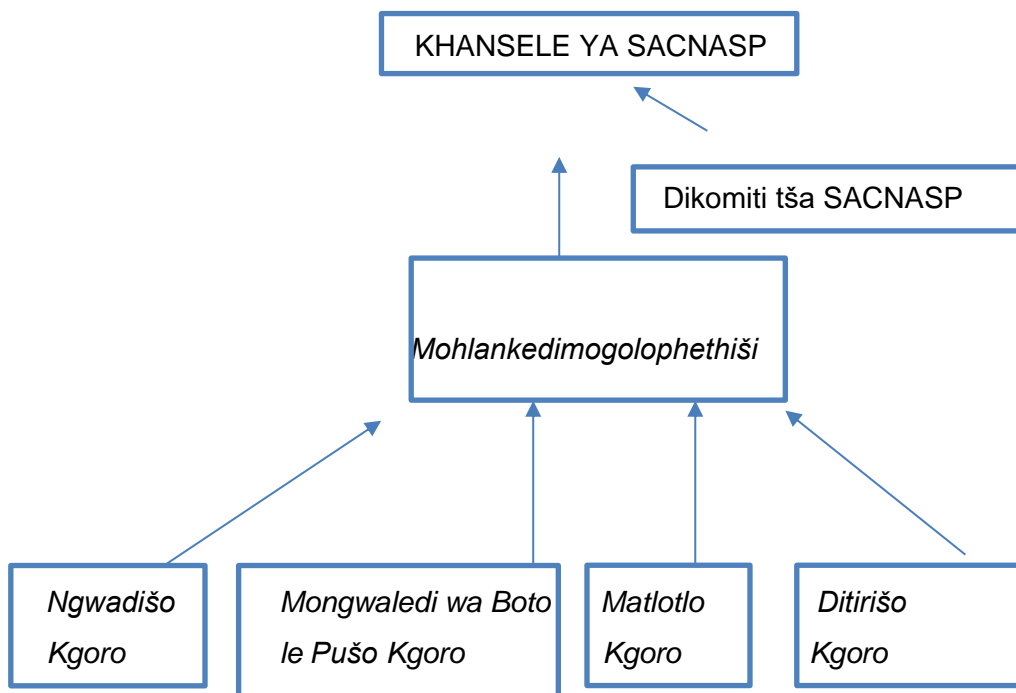 KHANSELE YA SACNASP
Dikomiti tša SACNASP
Mohlankedimogolophethiši
Ngwadišo
Kgoro
Mongwaledi wa Boto
le Pušo Kgoro
Matlotlo
Kgoro
Ditirišo
Kgoro